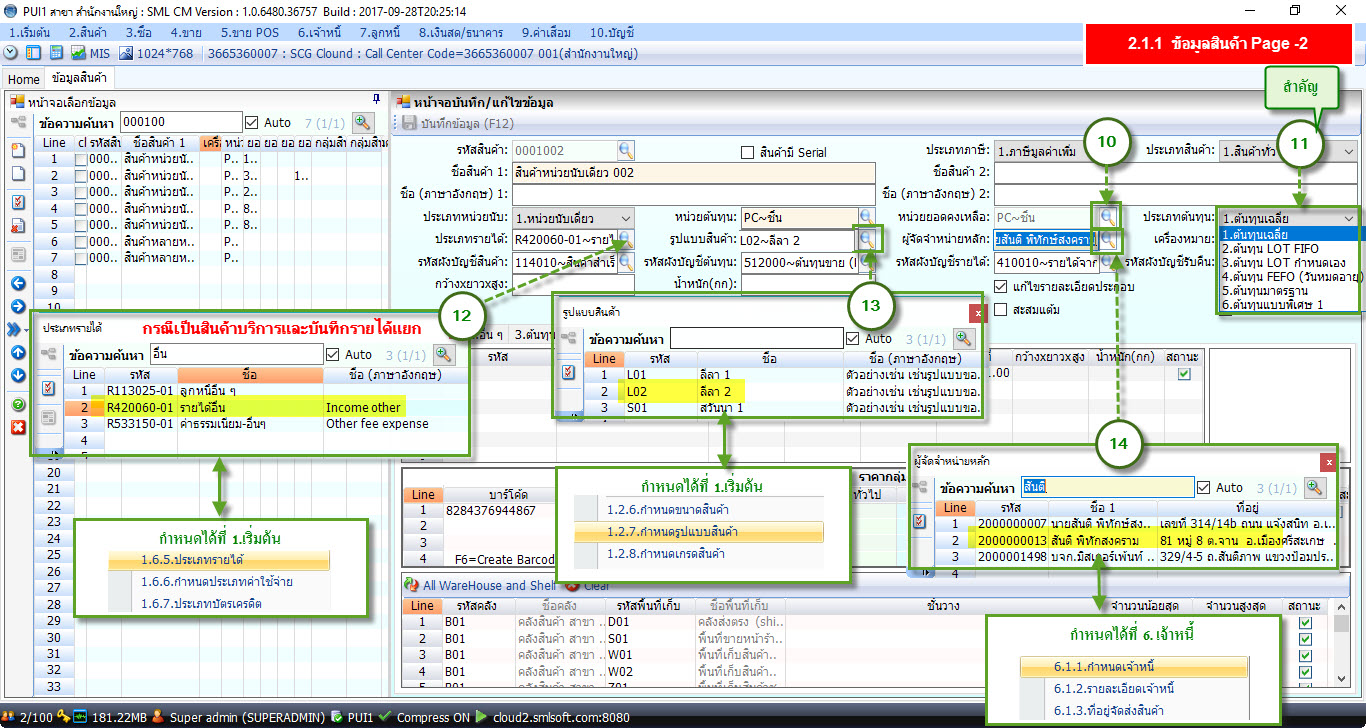 PUI1 สาขา สำนักงานใหญ่ : SML CM Version : 1.0.6480.36757 Build : 2017-09-28T20:25:14
1.เริ่มต้น 2.สินค้า 3.ซื้อ 4.ขาย 5.ขาย POS 6.เจ้าหนี้ 7.ลูกหนี้ 8.เงินสด/ธนาคาร 9.ค่าเสื่อม 10.บัญชี
MIS 1024*768 3665360007 : SCG Clound : Call Center Code=3665360007 001(สำนักงานใหญ่)
2.1.1 ข้อมูลสินค้า Page -2
Home ข้อมูลสินค้า
สำคัญ
หน้าจอเลือกข้อมูล
ข้อความค้นหา 000100 Auto 7 (1/1)
Line รหัสสิน ชื่อสินค้า 1 หน่ ยอ ยอ ยอ ยอ กลุ่มสิน กลุ่มสินค
1 000.. สินค้าหน่วยนั.. P.. 1..
2 000.. สินค้าหน่วยนั.. P.. 3.. 1..
3 000.. สินค้าหน่วยนั.. P.. 2..
4 000.. สินค้าหน่วยนั.. P.. 8..
5 000.. สินค้าหน่วยนั.. P.. 8..
6 000.. สินค้าหลายห.. P..
7 000.. สินค้าหลายห.. P..
8
9
10
20
21
22
23
24
25
26
27
28
29
30
31
32
33
หน้าจอบันทึก/แก้ไขข้อมูล
บันทึกข้อมูล (F12)
รหัสสินค้า: 0001002 สินค้ามี Serial ประเภทภาษี: 1.ภาษีมูลค่าเพิ่ม 10 ประเภทสินค้า: 1.สินค้าทั่ว 11
ชื่อสินค้า 1: สินค้าหน่วยนับเดียว 002 ชื่อสินค้า 2:
ชื่อ (ภาษาอังกฤษ) 1: ชื่อ (ภาษาอังกฤษ) 2:
ประเภทหน่วยนับ: 1.หน่วยนับเดียว หน่วยต้นทุน: PC~ชิ้น หน่วยยอดคงเหลือ: PC~ชิ้น ประเภทต้นทุน: 1.ต้นทุนเฉลี่ย
ประเภทรายได้: R420060-01~รายไ รูปแบบสินค้า: L02~ลีลา 2 ผู้จัดจำหน่ายหลัก: ยสันติ พิทักษ์สงคราม เครื่องหมาย:
รหัสผังบัญชีสินค้า: 114010~สินค้าสำเร็ รหัสผังบัญชีต้นทุน: 512000~ต้นทุนขาย ( รหัสผังบัญชีรายได้: 410010~รายได้จาก รหัสผังบัญชีรับคืน:
กว้างxยาวxสูง: น้ำหนัก(กก): แก้ไขรายละเอียดประกอบ
สะสมแต้ม
1.ต้นทุนเฉลี่ย
2.ต้นทุน LOT FIFO
3.ต้นทุน LOT กำหนดเอง
4.ต้นทุน FEFO (วันหมดอายุ)
5.ต้นทุนมาตรฐาน
6.ต้นทุนแบบพิเศษ 1
12
13
14
อื่น ๆ 3.ต้นทุน
รหัส กว้างxยาวxสูง น้ำหนัก(กก) สถานะ
.00
ประเภทรายได้
กรณีเป็นสินค้าบริการและบันทึกรายได้แยก
ข้อความค้นหา อื่น Auto 3 (1/1)
Line รหัส ชื่อ ชื่อ (ภาษาอังกฤษ)
1 R113025-01 ลูกหนี้อื่น ๆ
2 R420060-01 รายได้อื่น Income other
3 R533150-01 ค่าธรรมเนียม-อื่นๆ Other fee expense
4
กำหนดได้ที่ 1.เริ่มต้น
1.6.5.ประเภทรายได้
1.6.6.กำหนดประเภทค่าใช้จ่าย
1.6.7.ประเภทบัตรเครดิต
รูปแบบสินค้า
ข้อความค้นหา Auto 3 (1/1)
Line รหัส ชื่อ ชื่อ (ภาษาอังกฤษ)
1 L01 ลีลา 1 ตัวอย่างเช่น เช่นรูปแบบขอ..
2 L02 ลีลา 2 ตัวอย่างเช่น เช่นรูปแบบขอ..
3 S01 สวันนา 1 ตัวอย่างเช่น เช่นรูปแบบขอ..
กำหนดได้ที่ 1.เริ่มต้น
1.2.6.กำหนดขนาดสินค้า
1.2.7.กำหนดรูปแบบสินค้า
1.2.8.กำหนดเกรดสินค้า
ผู้จัดจำหน่ายหลัก
ข้อความค้นหา สันติ Auto 3 (1/1)
Line รหัส ชื่อ 1 ที่อยู่
1 2000000007 นายสันติ พิทักษ์สง.. เลขที่ 314/14b ถนน แจ้งสนิท อ.เ..
2 2000000013 สันติ พิทักษ์สงคราม 81 หมู่ 8 ต.จาน อ.เมืองศรีสะเกษ
3 2000001498 บจก.มิสเตอร์เพ้นท์ .. 329/4-5 ถ.สันติภาพ แขวงป้อมปร..
4
กำหนดได้ที่ 6.เจ้าหนี้
6.1.1.กำหนดเจ้าหนี้
6.1.2.รายละเอียดเจ้าหนี้
6.1.3.ที่อยู่จัดส่งสินค้า
ราคากลุ่ม
ทั่วไป
Line บาร์โค้ด
1 8284376944867
2
3
4 F6=Create Barcod
All WareHouse and Shelf Clear
Line รหัสคลัง ชื่อคลัง รหัสพื้นที่เก็บ ชื่อพื้นที่เก็บ ชั้นวาง จำนวนน้อยสุด จำนวนสูงสุด สถานะ
1 B01 คลังสินค้า สาขา .. D01 คลังส่งตรง (shi..
2 B01 คลังสินค้า สาขา .. S01 พื้นที่ขายหน้าร้า..
3 B01 คลังสินค้า สาขา .. W01 พื้นที่เก็บสินค้า..
4 B01 คลังสินค้า สาขา .. W02 พื้นที่เก็บสินค้า..
5 B01 คลังสินค้า สาขา .. Z01 พื้นที่เก็บสินค้าช..
2/100 181.22MB Super admin (SUPERADMIN) PUI1 Compress ON cloud2.smlsoft.com:8080